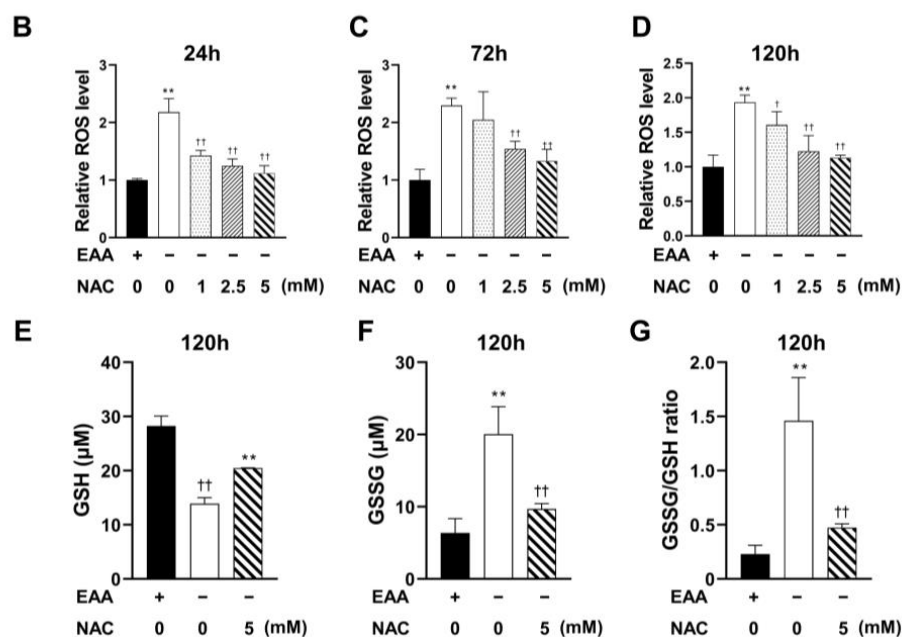 B
24h
Relative ROS level
3
2
1
0
**
††
††
††
EAA + − − − −
NAC 0 0 1 2.5 5 (mM)
C
72h
Relative ROS level
3
2
1
0
**
††
††
EAA + − − − −
NAC 0 0 1 2.5 5 (mM)
D
120h
Relative ROS level
2.5
2.0
1.5
1.0
0.5
0.0
**
†
††
††
EAA + − − − −
NAC 0 0 1 2.5 5 (mM)
E
120h
GSH (μM)
40
30
20
10
0
††
**
EAA + − −
NAC 0 0 5 (mM)
F
120h
GSSG (μM)
30
20
10
0
**
††
EAA + − −
NAC 0 0 5 (mM)
G
120h
GSSG/GSH ratio
2.0
1.5
1.0
0.5
0.0
**
††
EAA + − −
NAC 0 0 5 (mM)